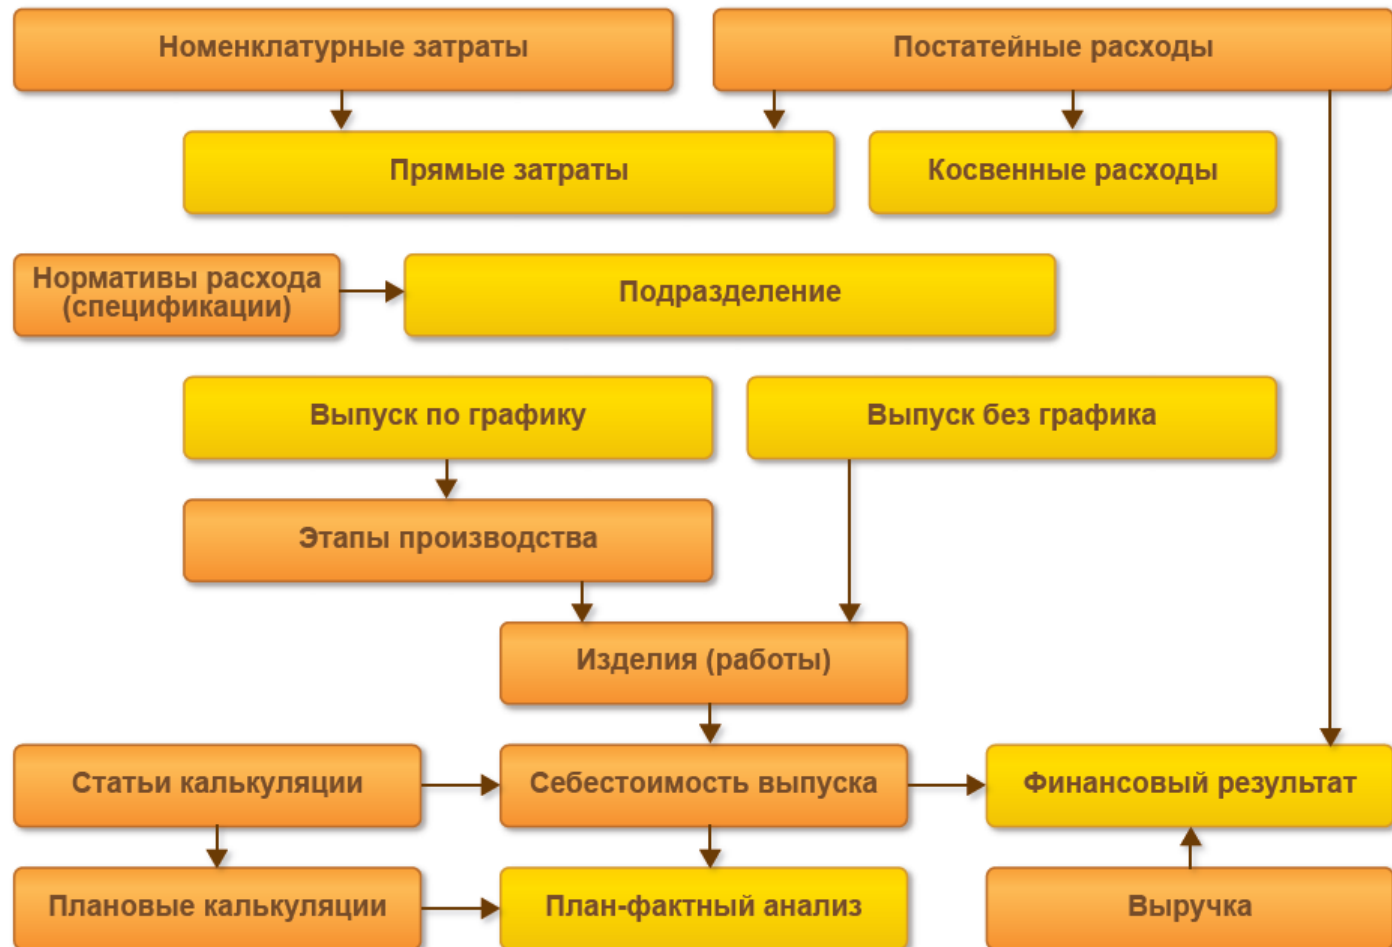 Номенклатурные затраты
Постатейные расходы
Прямые затраты
Косвенные расходы
Нормативы расхода
(спецификации)
Подразделение
Выпуск по графику
Выпуск без графика
Этапы производства
Изделия (работы)
Статьи калькуляции
Себестоимость выпуска
Финансовый результат
Плановые калькуляции
План-фактный анализ
Выручка